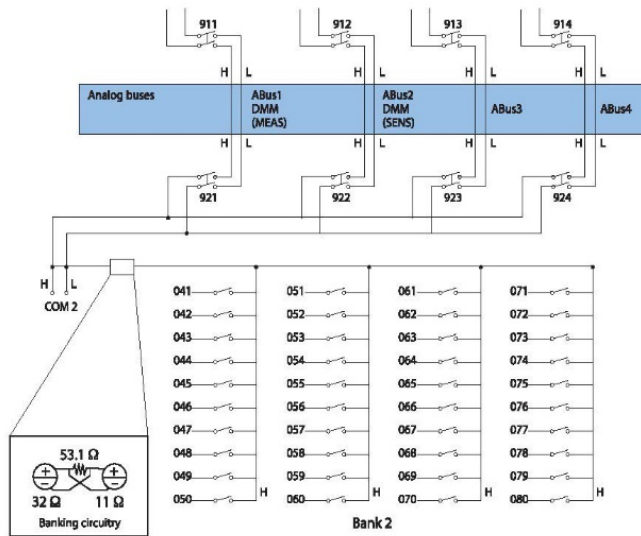 911 912 913 914
H L H L H L H L
Analog buses ABus1 ABus2 ABus3 ABus4
DMM DMM
(MEAS) (SENS)
H L H L H L H L
921 922 923 924
H L
COM 2
041 051 061 071
042 052 062 072
043 053 063 073
044 054 064 074
045 055 065 075
046 056 066 076
047 057 067 077
048 058 068 078
049 059 069 079
H H H H
050 060 070 080
53.1 Ω
32 Ω 11 Ω
Banking circuitry
Bank 2